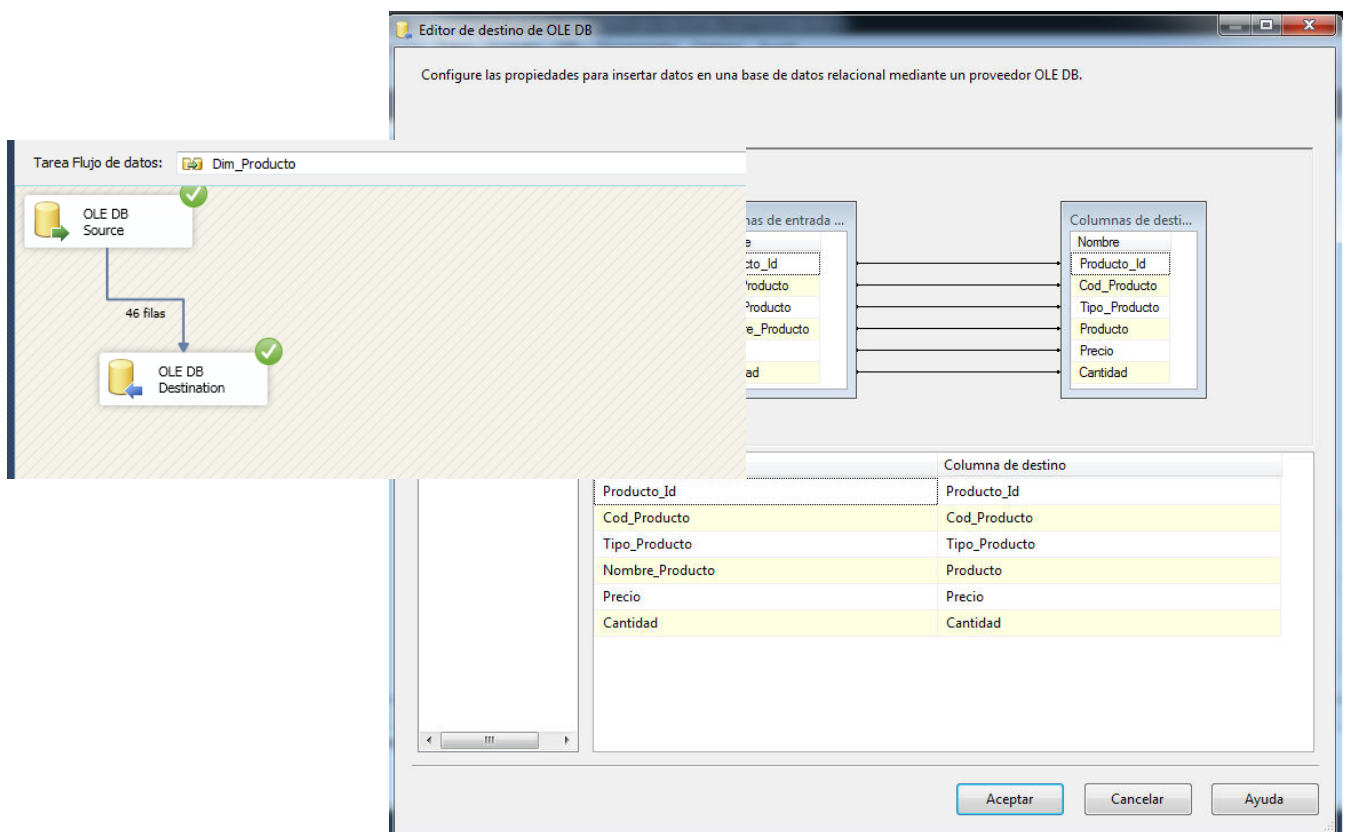 Editor de destino de OLE DB
Configure las propiedades para insertar datos en una base de datos relacional mediante un proveedor OLE DB.
Tarea Flujo de datos: Dim_Producto
OLE DB
Source
46 filas
OLE DB
Destination
de entrada ...
Columnas de desti...
Nombre
Producto_Id
Cod_Producto
Tipo_Producto
Producto
Precio
Cantidad
Columna de destino
Producto_Id Producto_Id
Cod_Producto Cod_Producto
Tipo_Producto Tipo_Producto
Nombre_Producto Producto
Precio Precio
Cantidad Cantidad
Aceptar Cancelar Ayuda